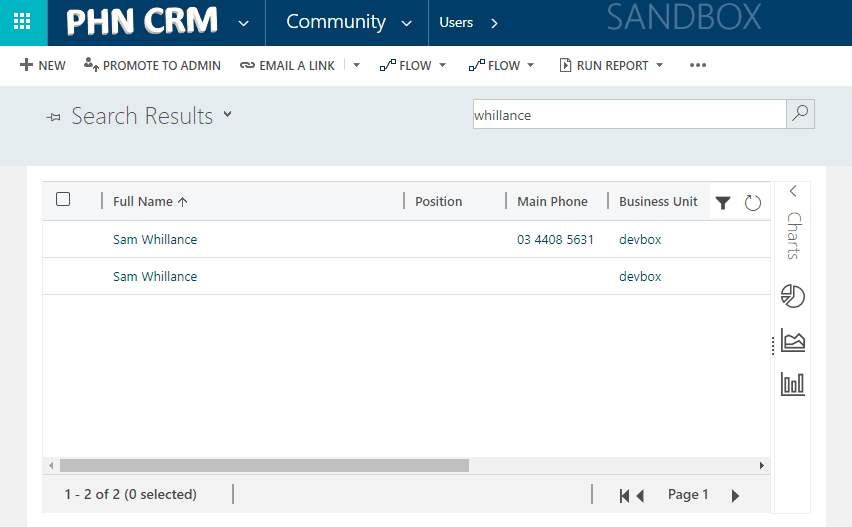 PHN CRM Community Users SANDBOX
NEW PROMOTE TO ADMIN EMAIL A LINK FLOW FLOW RUN REPORT
Search Results whillance
Full Name Position Main Phone Business Unit
Sam Whillance 03 4408 5631 devbox
Sam Whillance devbox
Charts
1 - 2 of 2 (0 selected) Page 1